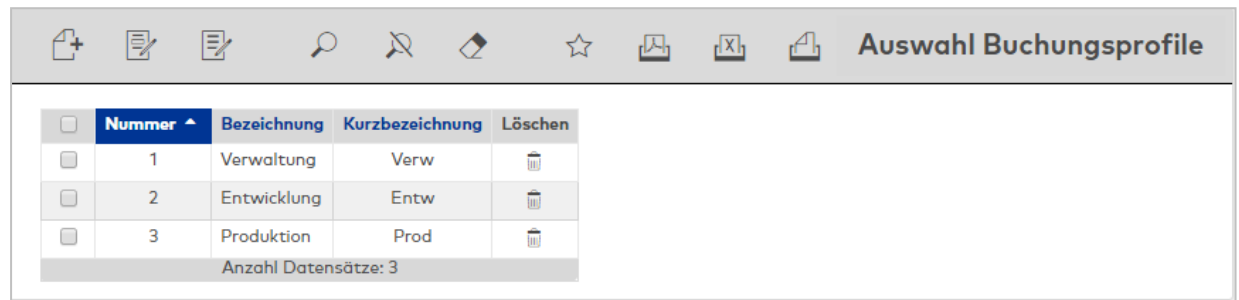 Auswahl Buchungsprofile
Nummer Bezeichnung Kurzbezeichnung Löschen
1 Verwaltung Verw
2 Entwicklung Entw
3 Produktion Prod
Anzahl Datensätze: 3